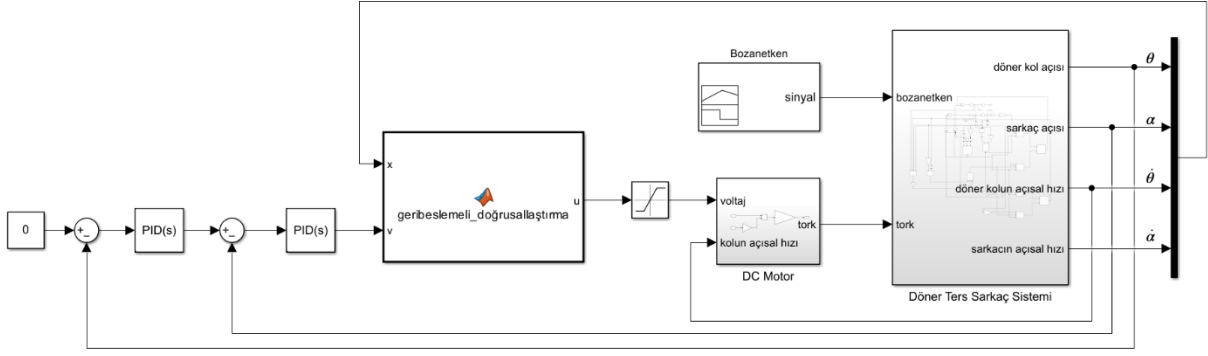 0
+
−
PID(s)
+
−
PID(s)
x
v
geribeslemeli_doğrusallaştırma
u
Bozanetken
sinyal
voltaj
kolun açısal hızı
tork
DC Motor
bozanetken
tork
döner kol açısı
sarkaç açısı
döner kolun açısal hızı
sarkacın açısal hızı
Döner Ters Sarkaç Sistemi
θ
α
θ̇
α̇